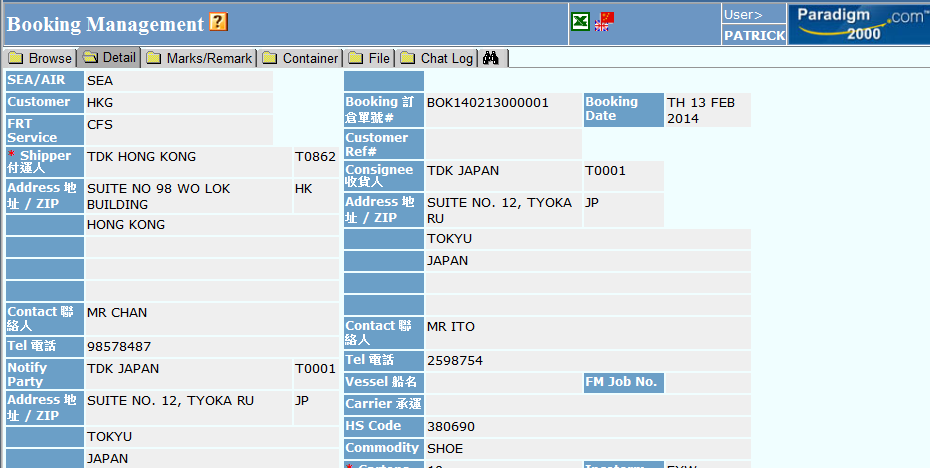 Booking Management ?
User>
PATRICK
Paradigm .com™
2000
Browse Detail Marks/Remark Container File Chat Log
SEA/AIR SEA
Customer HKG
FRT
Service CFS
* Shipper
付運人 TDK HONG KONG T0862
Address 地
址 / ZIP SUITE NO 98 WO LOK
BUILDING HK
HONG KONG
Contact 聯
絡人 MR CHAN
Tel 電話 98578487
Notify
Party TDK JAPAN T0001
Address 地
址 / ZIP SUITE NO. 12, TYOKA RU JP
TOKYU
JAPAN
Booking 訂
倉單號# BOK140213000001 Booking
Date TH 13 FEB
2014
Customer
Ref#
Consignee
收貨人 TDK JAPAN T0001
Address 地
址 / ZIP SUITE NO. 12, TYOKA
RU JP
TOKYU
JAPAN
Contact 聯
絡人 MR ITO
Tel 電話 2598754
Vessel 船名 FM Job No.
Carrier 承運
HS Code 380690
Commodity SHOE